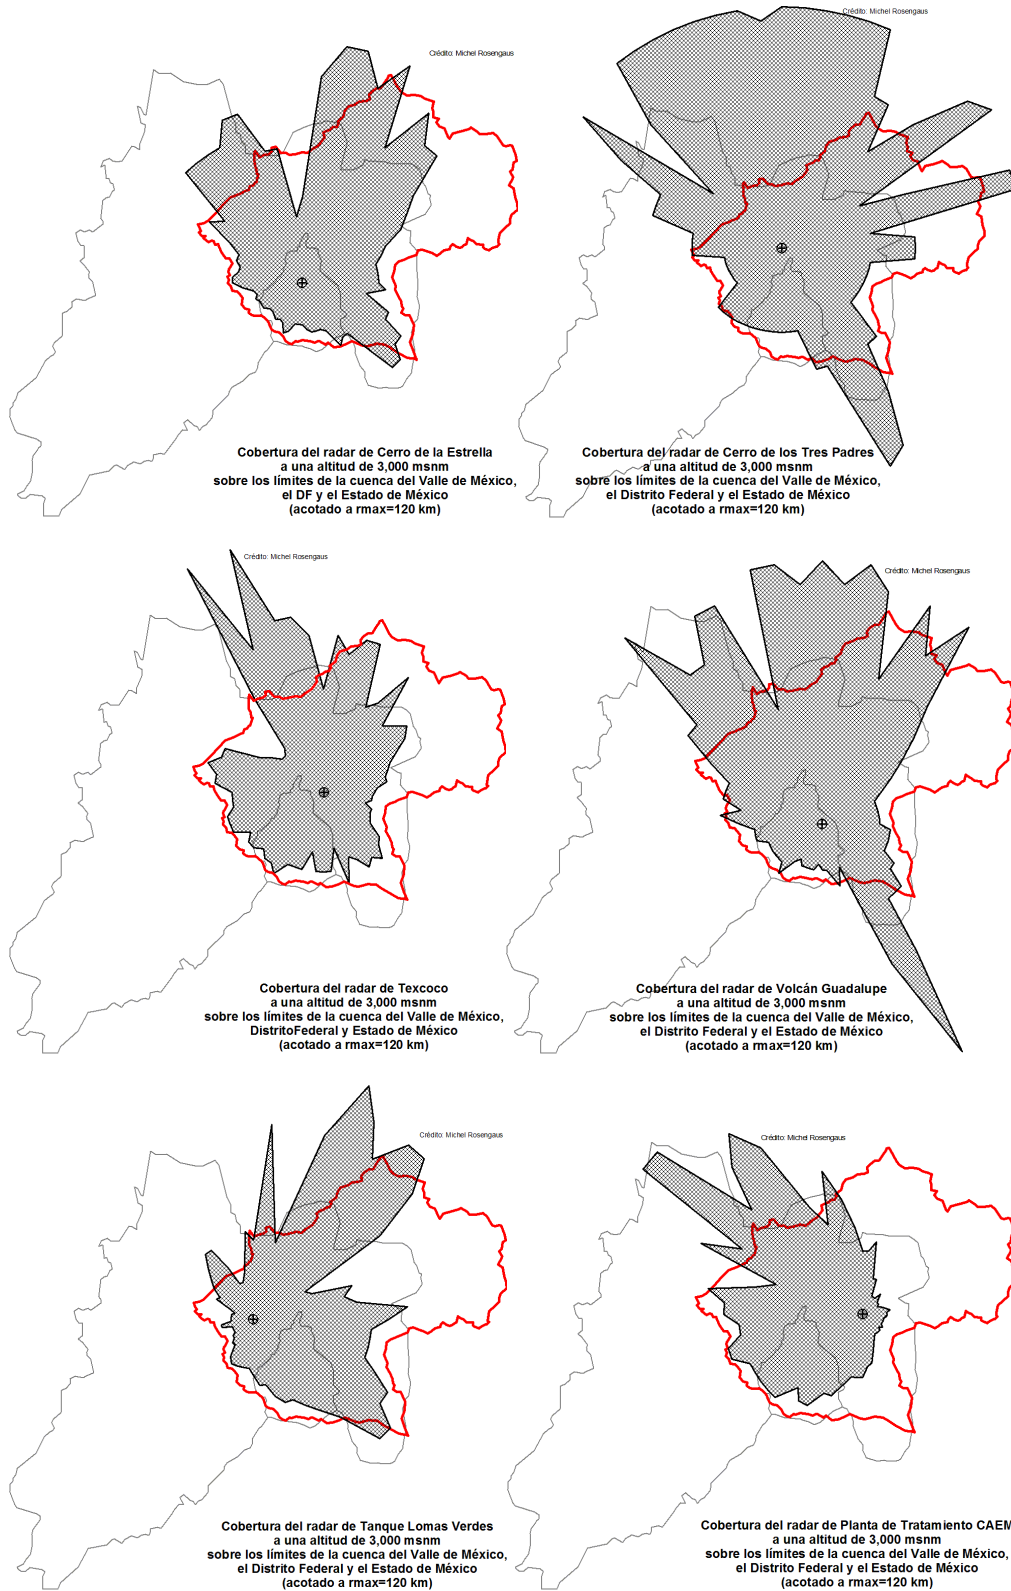 Crédito: Michel Rosengaus
Cobertura del radar de Cerro de la Estrella
a una altitud de 3,000 msnm
sobre los límites de la cuenca del Valle de México,
el DF y el Estado de México
(acotado a rmax=120 km)
Crédito: Michel Rosengaus
Cobertura del radar de Cerro de los Tres Padres
a una altitud de 3,000 msnm
sobre los límites de la cuenca del Valle de México,
el Distrito Federal y el Estado de México
(acotado a rmax=120 km)
Crédito: Michel Rosengaus
Cobertura del radar de Texcoco
a una altitud de 3,000 msnm
sobre los límites de la cuenca del Valle de México,
DistritoFederal y Estado de México
(acotado a rmax=120 km)
Crédito: Michel Rosengaus
Cobertura del radar de Volcán Guadalupe
a una altitud de 3,000 msnm
sobre los límites de la cuenca del Valle de México,
el Distrito Federal y el Estado de México
(acotado a rmax=120 km)
Crédito: Michel Rosengaus
Cobertura del radar de Tanque Lomas Verdes
a una altitud de 3,000 msnm
sobre los límites de la cuenca del Valle de México,
el Distrito Federal y el Estado de México
(acotado a rmax=120 km)
Crédito: Michel Rosengaus
Cobertura del radar de Planta de Tratamiento CAEM
a una altitud de 3,000 msnm
sobre los límites de la cuenca del Valle de México,
el Distrito Federal y el Estado de México
(acotado a rmax=120 km)